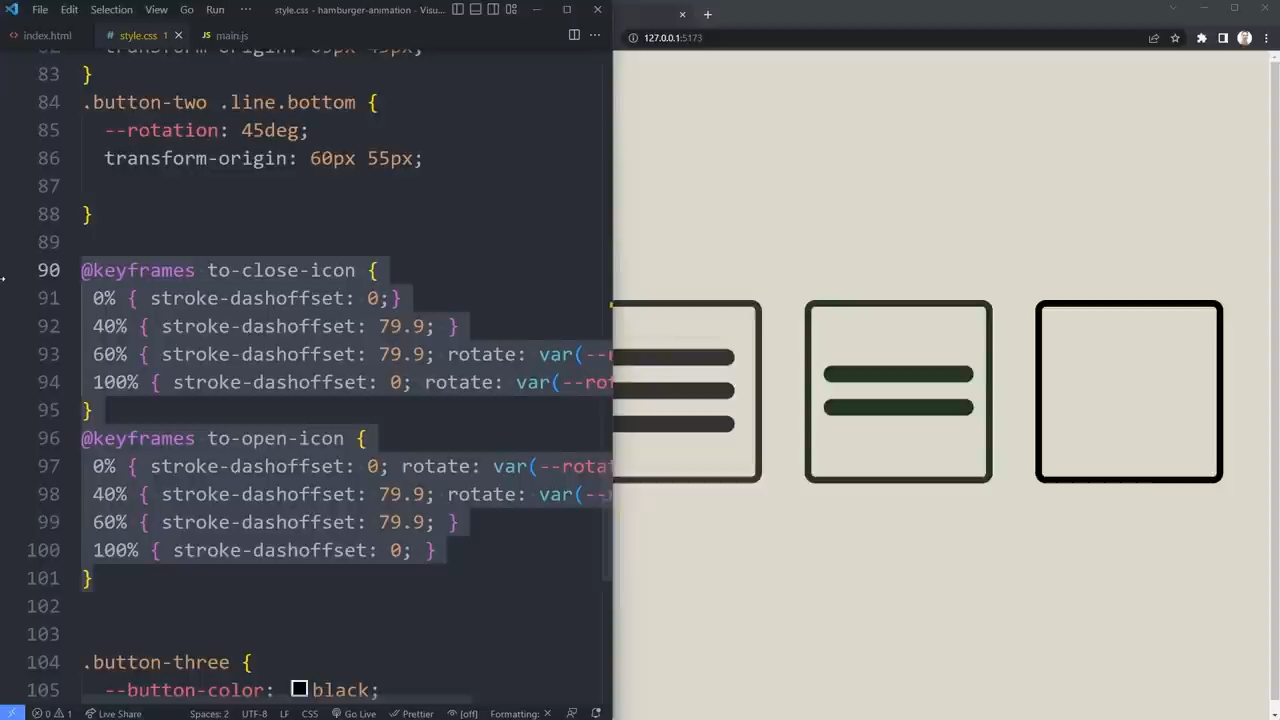 File Edit Selection View Go Run ··· style.css - hamburger-animation - Visu...
index.html # style.css 1 JS main.js
127.0.0.1:5173
83 }
84 .button-two .line.bottom {
85 --rotation: 45deg;
86 transform-origin: 60px 55px;
87
88 }
89
90 @keyframes to-close-icon {
91 0% { stroke-dashoffset: 0;}
92 40% { stroke-dashoffset: 79.9; }
93 60% { stroke-dashoffset: 79.9; rotate: var(--r
94 100% { stroke-dashoffset: 0; rotate: var(--rot
95 }
96 @keyframes to-open-icon {
97 0% { stroke-dashoffset: 0; rotate: var(--rotat
98 40% { stroke-dashoffset: 79.9; rotate: var(--
99 60% { stroke-dashoffset: 79.9; }
100 100% { stroke-dashoffset: 0; }
101 }
102
103
104 .button-three {
105 --button-color: black;
0 1 Live Share Spaces: 2 UTF-8 LF CSS Go Live Prettier [off] Formatting: ×